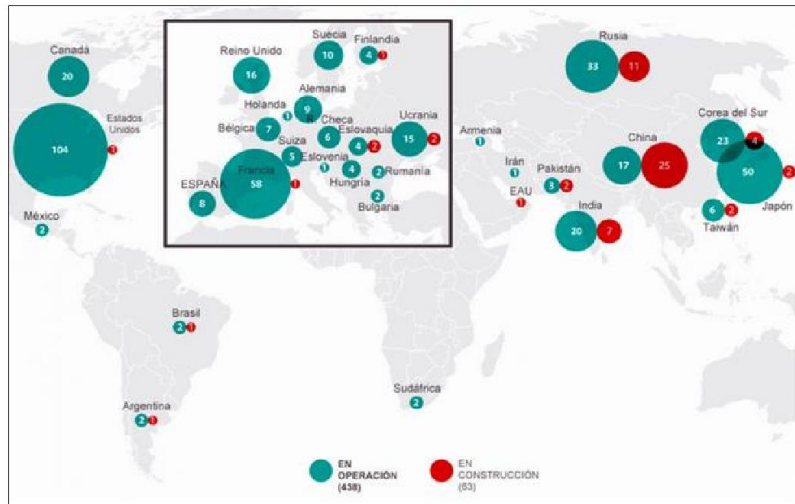 Canadá
20
Estados
Unidos
104
1
México
2
Reino Unido
16
Suecia
10
Finlandia
4
1
Alemania
9
Holanda
1
Bélgica
7
R. Checa
6
Suiza
5
Eslovaquia
4
2
Ucrania
15
2
Eslovenia
1
Francia
58
1
Hungría
4
2
Rumanía
ESPAÑA
8
2
Bulgaria
Rusia
33
11
Armenia
1
Irán
1
EAU
1
Pakistán
3
2
India
20
7
China
17
25
Corea del Sur
23
4
50
2
Japón
6
2
Taiwán
Brasil
2
1
Argentina
2
1
Sudáfrica
2
EN
OPERACIÓN
(438)
EN
CONSTRUCCIÓN
(63)